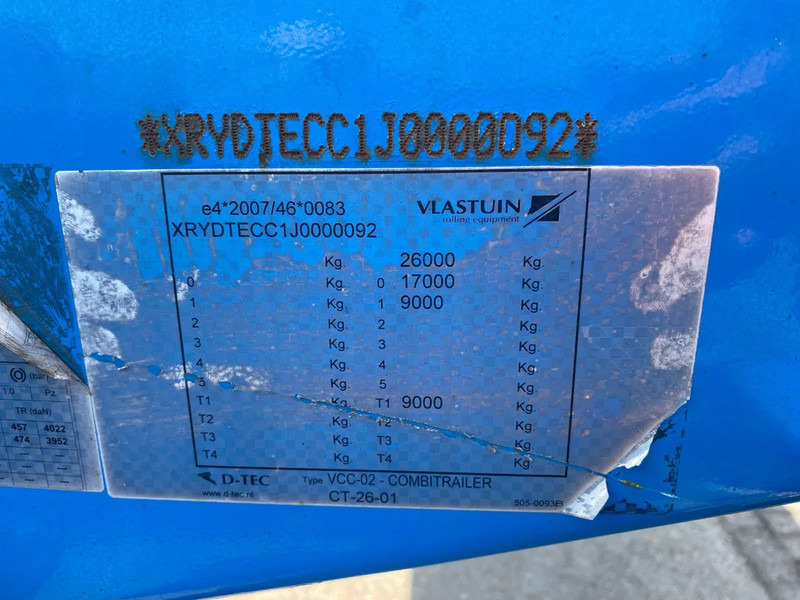 *XRYDTECC1J0000092*
e4*2007/46*0083
VLASTUIN
rolling equipment
XRYDTECC1J0000092
Kg. 26000 Kg.
0 Kg. 0 17000 Kg.
1 Kg. 1 9000 Kg.
2 Kg. 2 Kg.
3 Kg. 3 Kg.
4 Kg. 4 Kg.
5 Kg. 5 Kg.
T1 Kg. T1 9000 Kg.
T2 Kg. T2 Kg.
T3 Kg. T3 Kg.
T4 Kg. T4 Kg.
D-TEC Type VCC-02 - COMBITRAILER
www.d-tec.nl CT-26-01 505-0093B
(bar)
1 0 Pz
TR (daN)
457 4022
474 3952